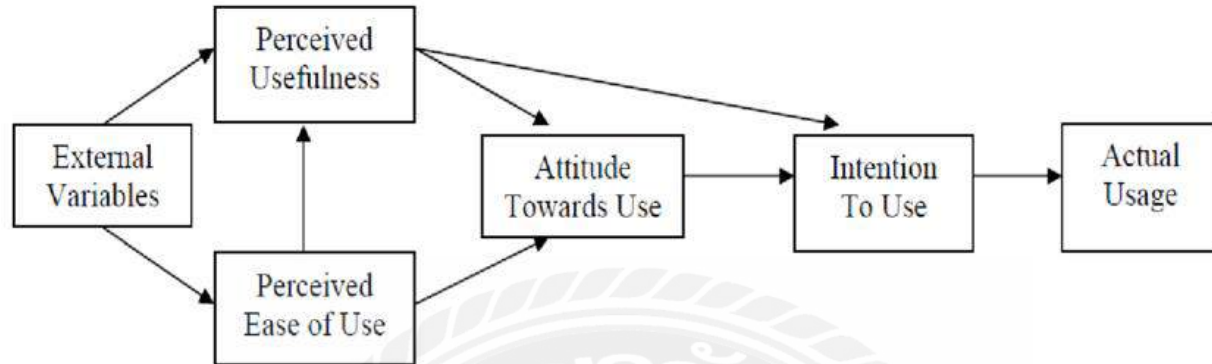 Perceived
Usefulness
External
Variables
Attitude
Towards Use
Intention
To Use
Actual
Usage
Perceived
Ease of Use